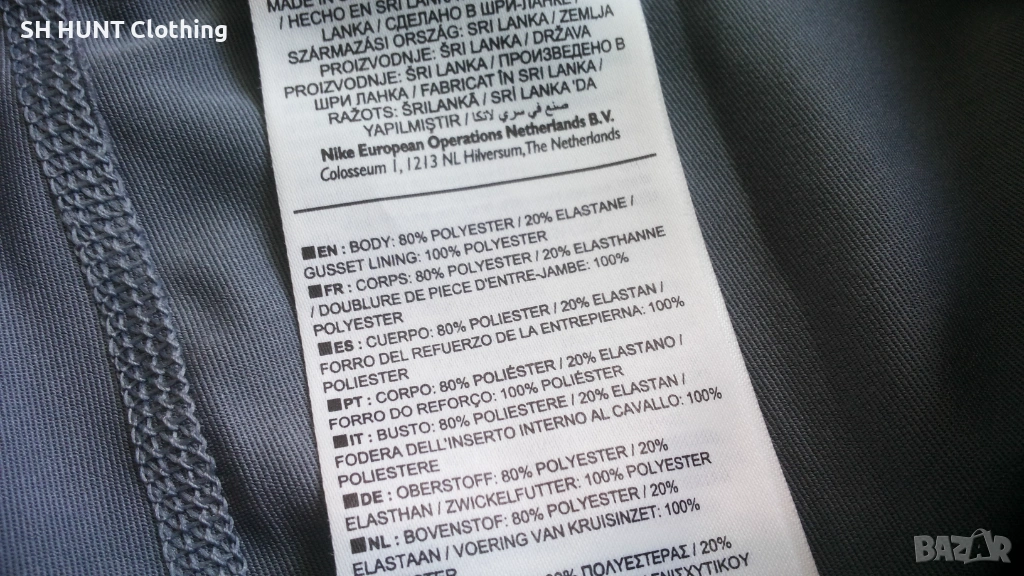 SH HUNT Clothing
MADE IN
/ HECHO EN SRI LANKA
LANKA / СДЕЛАНО В ШРИ-ЛАНКЕ /
SZÁRMAZÁSI ORSZÁG: SRI LANKA / ZEMLJA
PROIZVODNJE: ŠRI LANKA / DRŽAVA
PROIZVODNJE: ŠRI LANKA / ПРОИЗВЕДЕНО В
ШРИ ЛАНКА / FABRICAT ÎN SRI LANKA /
RAŽOTS: ŠRILANKĀ / SRİ LANKA'DA
YAPILMIŞTIR / صنع في سري لانكا
Nike European Operations Netherlands B.V.
Colosseum 1, 1213 NL Hilversum, The Netherlands
■EN : BODY: 80% POLYESTER / 20% ELASTANE /
GUSSET LINING: 100% POLYESTER
■FR : CORPS: 80% POLYESTER / 20% ELASTHANNE
/ DOUBLURE DE PIECE D'ENTRE-JAMBE: 100%
POLYESTER
■ES : CUERPO: 80% POLIESTER / 20% ELASTAN /
FORRO DEL REFUERZO DE LA ENTREPIERNA: 100%
POLIESTER
■PT : CORPO: 80% POLIÉSTER / 20% ELASTANO /
FORRO DO REFORÇO: 100% POLIÉSTER
■IT : BUSTO: 80% POLIESTERE / 20% ELASTAN /
FODERA DELL'INSERTO INTERNO AL CAVALLO: 100%
POLIESTERE
■DE : OBERSTOFF: 80% POLYESTER / 20%
ELASTHAN / ZWICKELFUTTER: 100% POLYESTER
■NL : BOVENSTOF: 80% POLYESTER / 20%
ELASTAAN / VOERING VAN KRUISINZET: 100%
ΠΟΛΥΕΣΤΕΡΑΣ / 20%
BAZAR